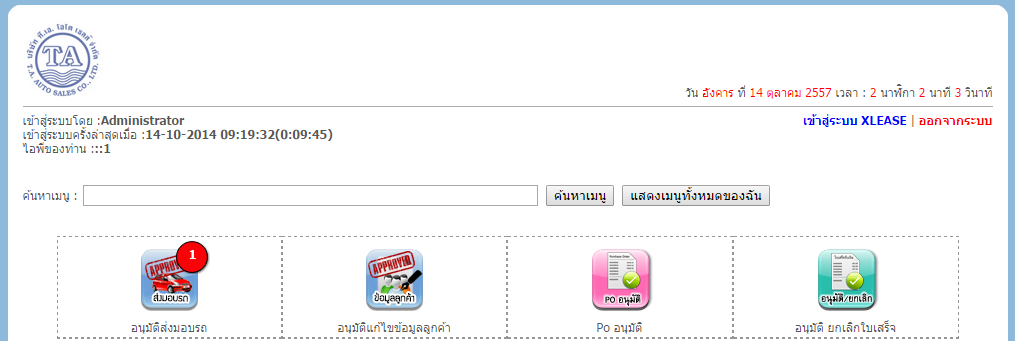 บริษัท ที.เอ. โอโต เซลส์ จำกัด
TA
T.A. AUTO SALES CO., LTD.
วัน อังคาร ที่ 14 ตุลาคม 2557 เวลา : 2 นาฬิกา 2 นาที 3 วินาที
เข้าสู่ระบบโดย :Administrator
เข้าสู่ระบบ XLEASE | ออกจากระบบ
เข้าสู่ระบบครั้งล่าสุดเมื่อ :14-10-2014 09:19:32(0:09:45)
ไอพีของท่าน :::1
ค้นหาเมนู :
ค้นหาเมนู
แสดงเมนูทั้งหมดของฉัน
APPROVED
1
ส่งมอบรถ
APPROVED
ข้อมูลลูกค้า
Purchase Order
PO อนุมัติ
อนุมัติ/ยกเลิก
อนุมัติส่งมอบรถ
อนุมัติแก้ไขข้อมูลลูกค้า
Po อนุมัติ
อนุมัติ ยกเลิกใบเสร็จ